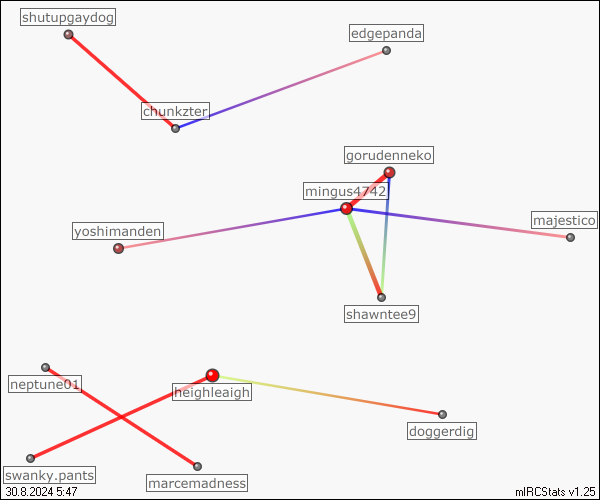 shutupgaydog
edgepanda
chunkzter
gorudenneko
mingus4742
majestico
yoshimanden
shawntee9
neptune01
heighleaigh
doggerdig
swanky.pants
marcemadness
30.8.2024 5:47
mIRCStats v1.25